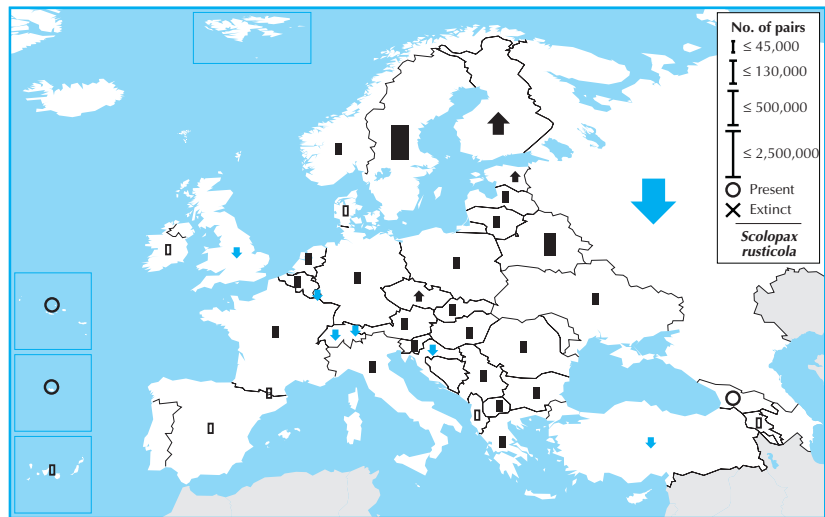 No. of pairs
≤ 45,000
≤ 130,000
≤ 500,000
≤ 2,500,000
Present
Extinct
Scolopax
rusticola